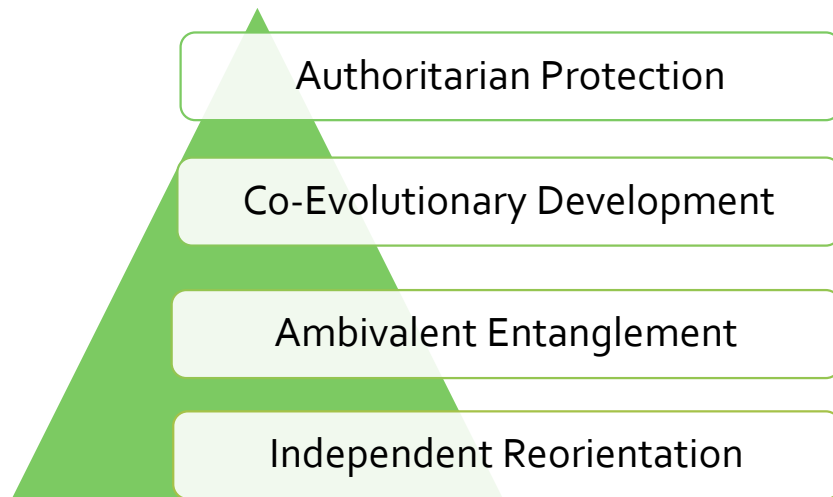 Authoritarian Protection
Co-Evolutionary Development
Ambivalent Entanglement
Independent Reorientation